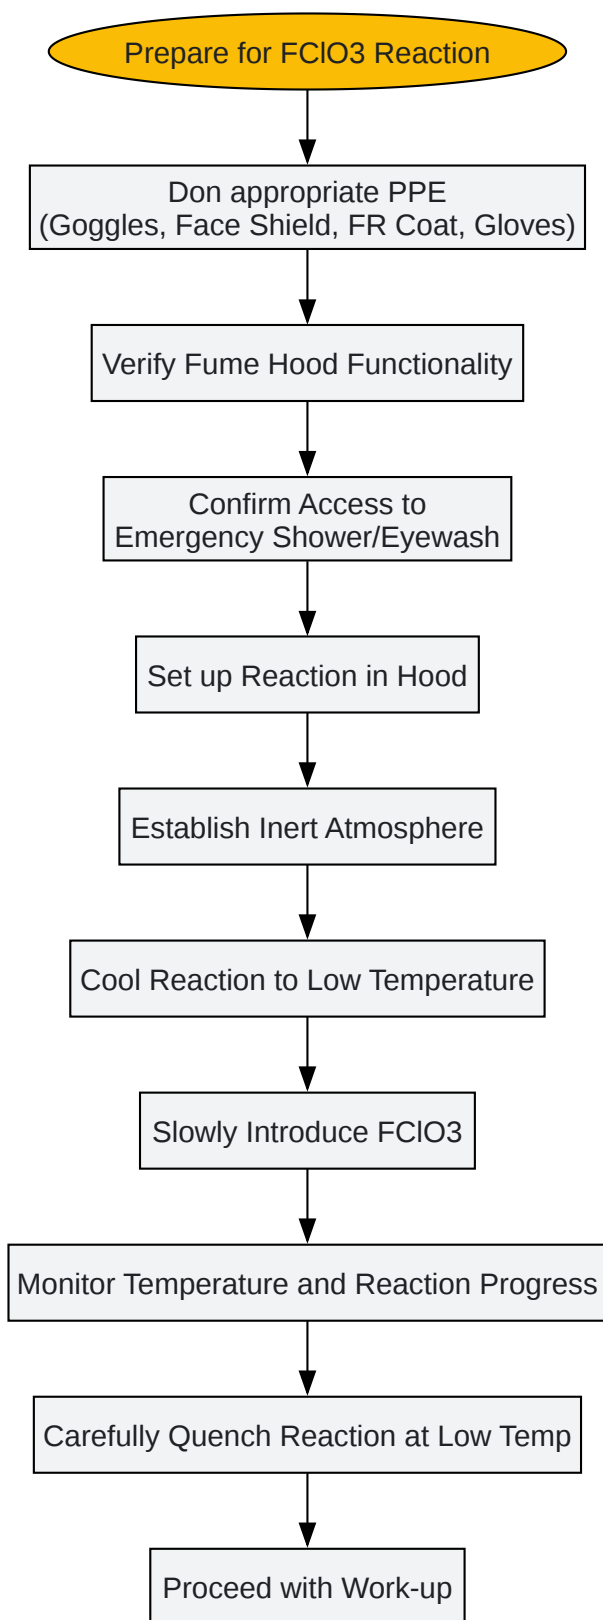 Prepare for FClO3 Reaction
Don appropriate PPE
(Goggles, Face Shield, FR Coat, Gloves)
Verify Fume Hood Functionality
Confirm Access to
Emergency Shower/Eyewash
Set up Reaction in Hood
Establish Inert Atmosphere
Cool Reaction to Low Temperature
Slowly Introduce FClO3
Monitor Temperature and Reaction Progress
Carefully Quench Reaction at Low Temp
Proceed with Work-up